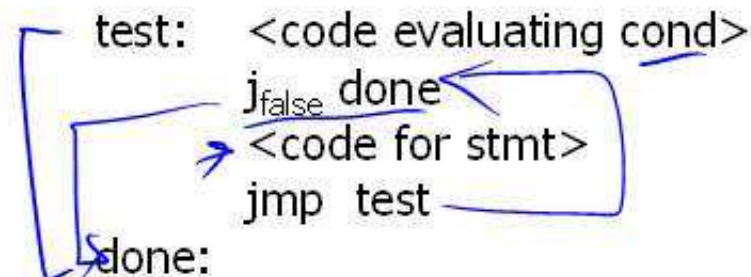 test: <code evaluating cond>
jfalse done
<code for stmt>
jmp test
done: